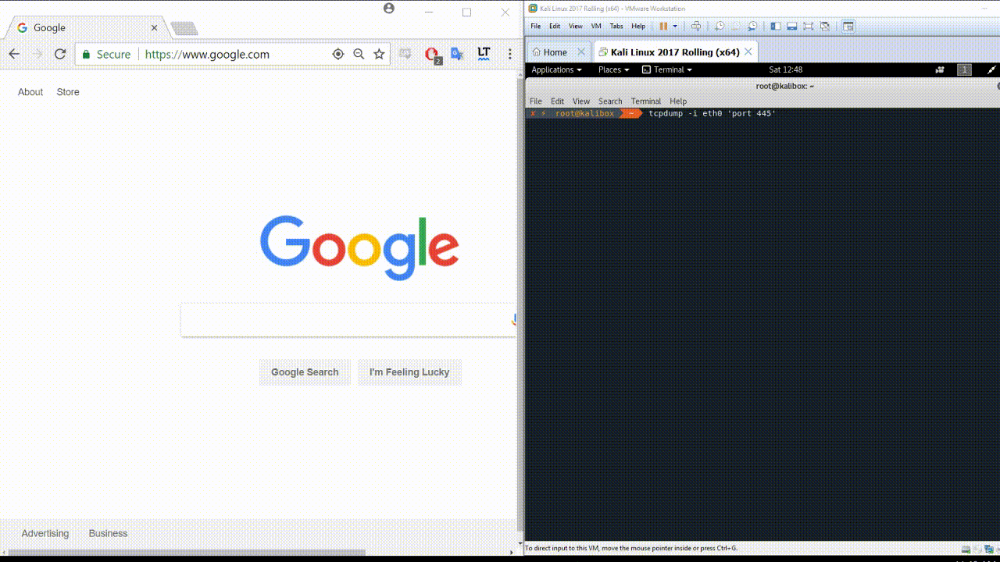 Google
Secure https://www.google.com
2
LT
About Store
Google
Google Search I'm Feeling Lucky
Advertising Business
Kali Linux 2017 Rolling (x64) - VMware Workstation
File Edit View VM Tabs Help
Home Kali Linux 2017 Rolling (x64)
Applications Places Terminal Sat 12:48 1
root@kalibox: ~
File Edit View Search Terminal Help
root@kalibox ~ tcpdump -i eth0 'port 445'
To direct input to this VM, move the mouse pointer inside or press Ctrl+G.